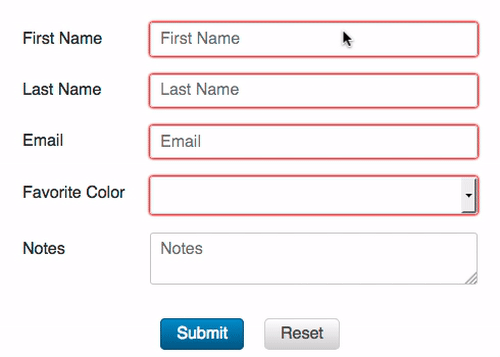 First Name First Name
Last Name Last Name
Email Email
Favorite Color
Notes Notes
Submit Reset